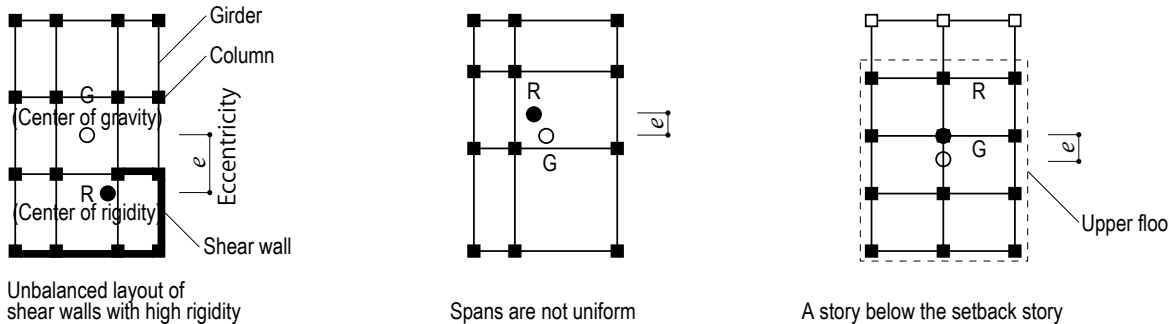 Girder
Column
G
(Center of gravity)
e
Eccentricity
R
(Center of rigidity)
Shear wall
Unbalanced layout of
shear walls with high rigidity
R
G
e
Spans are not uniform
R
G
e
Upper floo
A story below the setback story